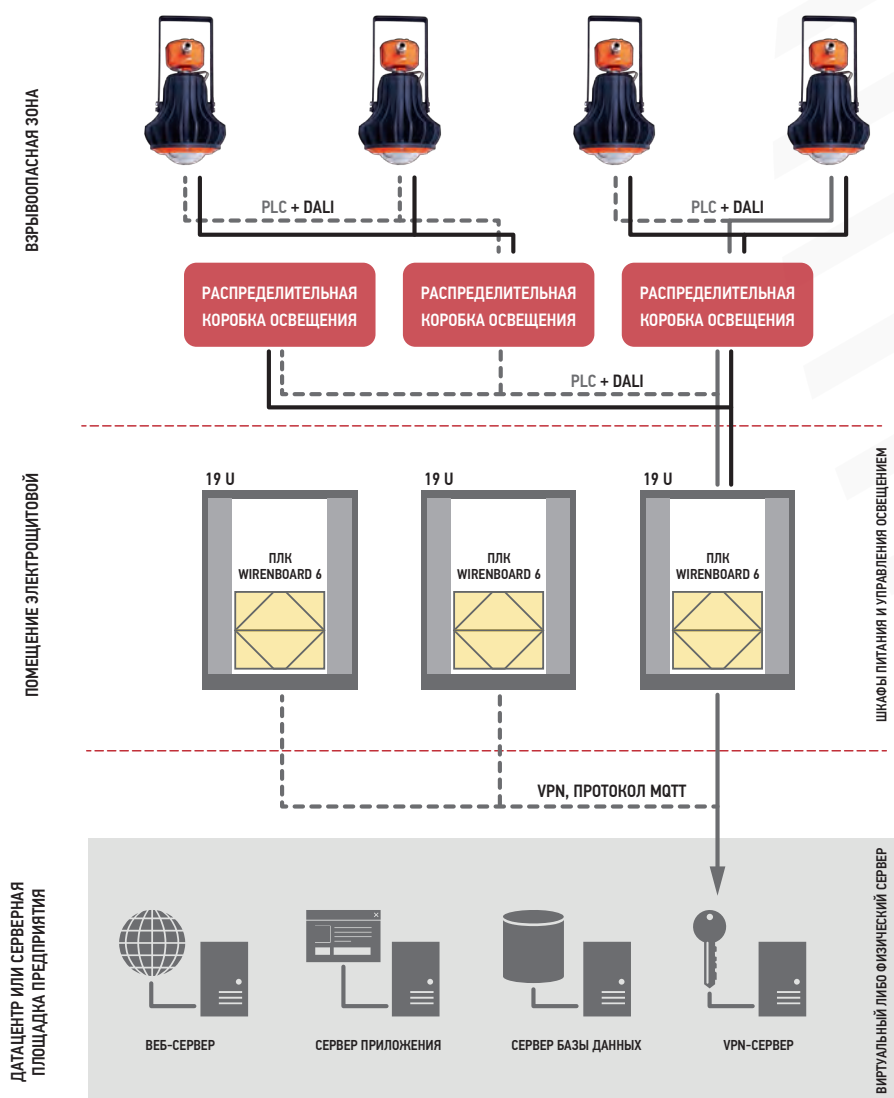 ВЗРЫВООПАСНАЯ ЗОНА
PLC + DALI
PLC + DALI
РАСПРЕДЕЛИТЕЛЬНАЯ
КОРОБКА ОСВЕЩЕНИЯ
РАСПРЕДЕЛИТЕЛЬНАЯ
КОРОБКА ОСВЕЩЕНИЯ
РАСПРЕДЕЛИТЕЛЬНАЯ
КОРОБКА ОСВЕЩЕНИЯ
PLC + DALI
ПОМЕЩЕНИЕ ЭЛЕКТРОЩИТОВОЙ
19 U
19 U
19 U
ПЛК
WIRENBOARD 6
ПЛК
WIRENBOARD 6
ПЛК
WIRENBOARD 6
ШКАФЫ ПИТАНИЯ И УПРАВЛЕНИЯ ОСВЕЩЕНИЕМ
VPN, ПРОТОКОЛ MQTT
ДАТАЦЕНТР ИЛИ СЕРВЕРНАЯ
ПЛОЩАДКА ПРЕДПРИЯТИЯ
ВЕБ-СЕРВЕР
СЕРВЕР ПРИЛОЖЕНИЯ
СЕРВЕР БАЗЫ ДАННЫХ
VPN-СЕРВЕР
ВИРТУАЛЬНЫЙ ЛИБО ФИЗИЧЕСКИЙ СЕРВЕР